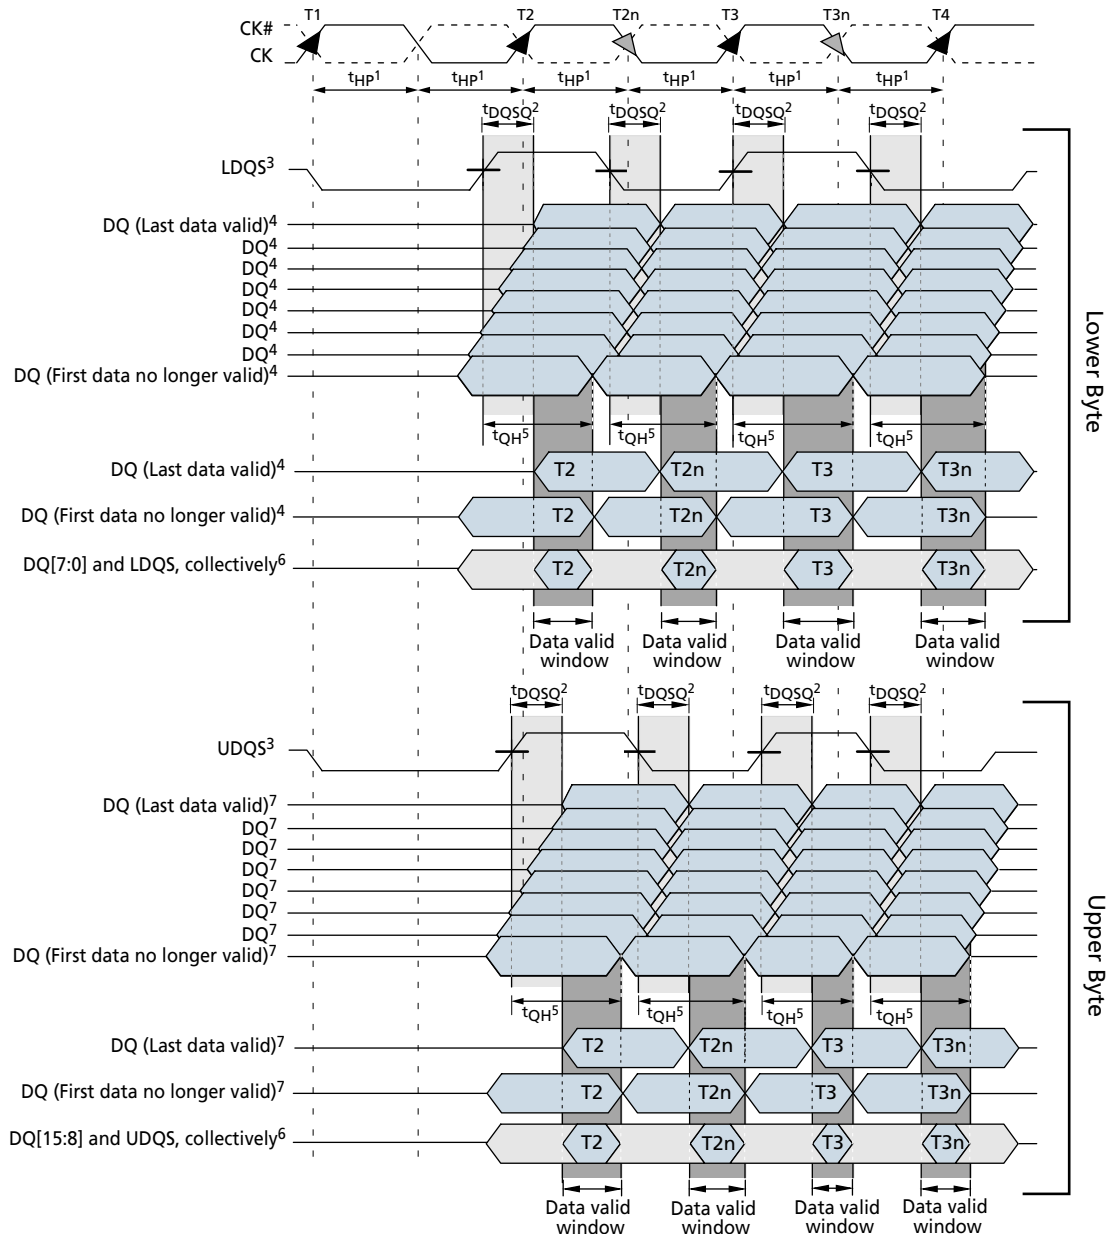 T1 T2 T2n T3 T3n T4
CK#
CK
tHP1 tHP1 tHP1 tHP1 tHP1 tHP1
tDQSQ2 tDQSQ2 tDQSQ2 tDQSQ2
LDQS3
DQ (Last data valid)4
DQ4
DQ4
DQ4
DQ4
DQ4
DQ4
DQ (First data no longer valid)4
tQH5 tQH5 tQH5 tQH5
DQ (Last data valid)4 T2 T2n T3 T3n
DQ (First data no longer valid)4 T2 T2n T3 T3n
DQ[7:0] and LDQS, collectively6 T2 T2n T3 T3n
Data valid window Data valid window Data valid window Data valid window
Lower Byte
tDQSQ2 tDQSQ2 tDQSQ2 tDQSQ2
UDQS3
DQ (Last data valid)7
DQ7
DQ7
DQ7
DQ7
DQ7
DQ7
DQ (First data no longer valid)7
tQH5 tQH5 tQH5 tQH5
DQ (Last data valid)7 T2 T2n T3 T3n
DQ (First data no longer valid)7 T2 T2n T3 T3n
DQ[15:8] and UDQS, collectively6 T2 T2n T3 T3n
Data valid window Data valid window Data valid window Data valid window
Upper Byte